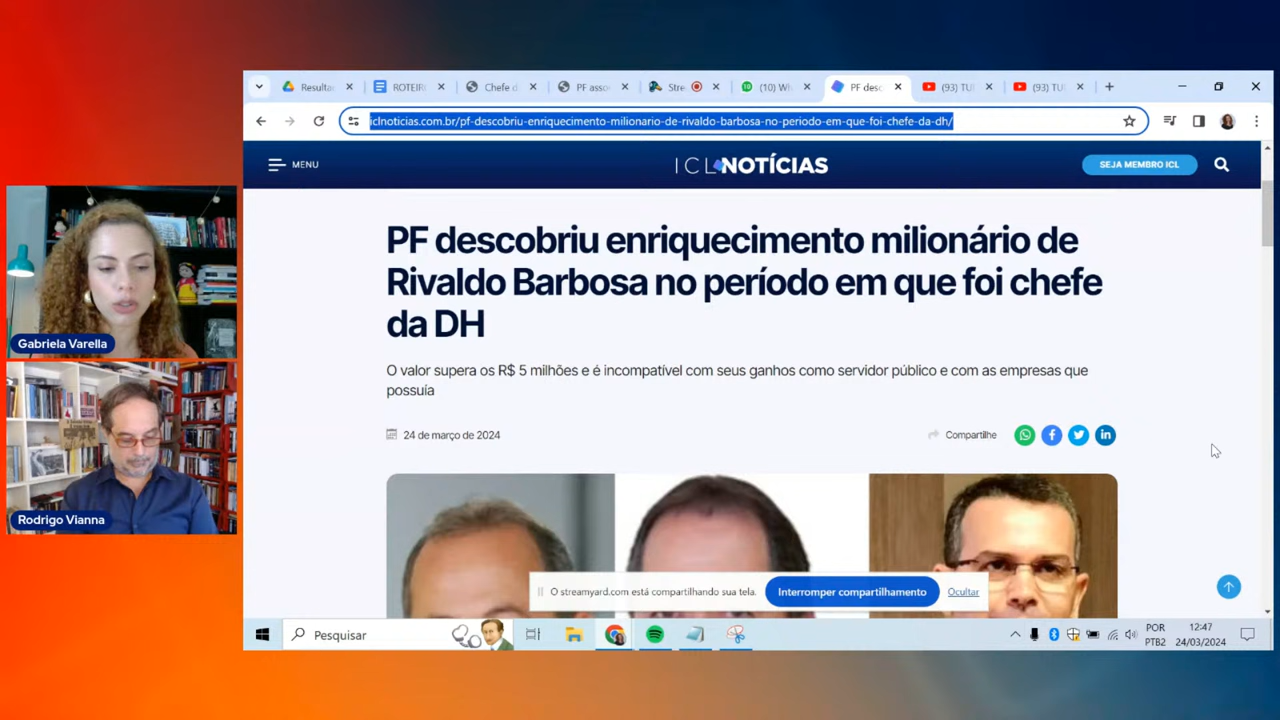 Resultac
ROTEIR
Chefe d
PF asso
Stre
(10) Wh
PF desc
(93) TU
(93) TU
iclnoticias.com.br/pf-descobriu-enriquecimento-milionario-de-rivaldo-barbosa-no-periodo-em-que-foi-chefe-da-dh/
MENU
ICL NOTÍCIAS
SEJA MEMBRO ICL
PF descobriu enriquecimento milionário de
Rivaldo Barbosa no período em que foi chefe
da DH
O valor supera os R$ 5 milhões e é incompatível com seus ganhos como servidor público e com as empresas que
possuía
24 de março de 2024
Compartilhe
Gabriela Varella
Rodrigo Vianna
O streamyard.com está compartilhando sua tela.
Interromper compartilhamento
Ocultar
Pesquisar
POR
PTB2
12:47
24/03/2024